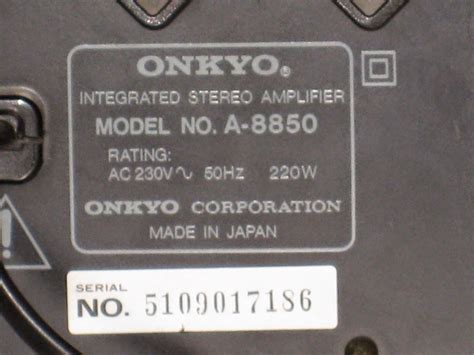 ONKYO®
INTEGRATED STEREO AMPLIFIER
MODEL NO. A-8850
RATING:
AC 230V∿ 50Hz 220W
ONKYO CORPORATION
MADE IN JAPAN
SERIAL
NO. 5109017186